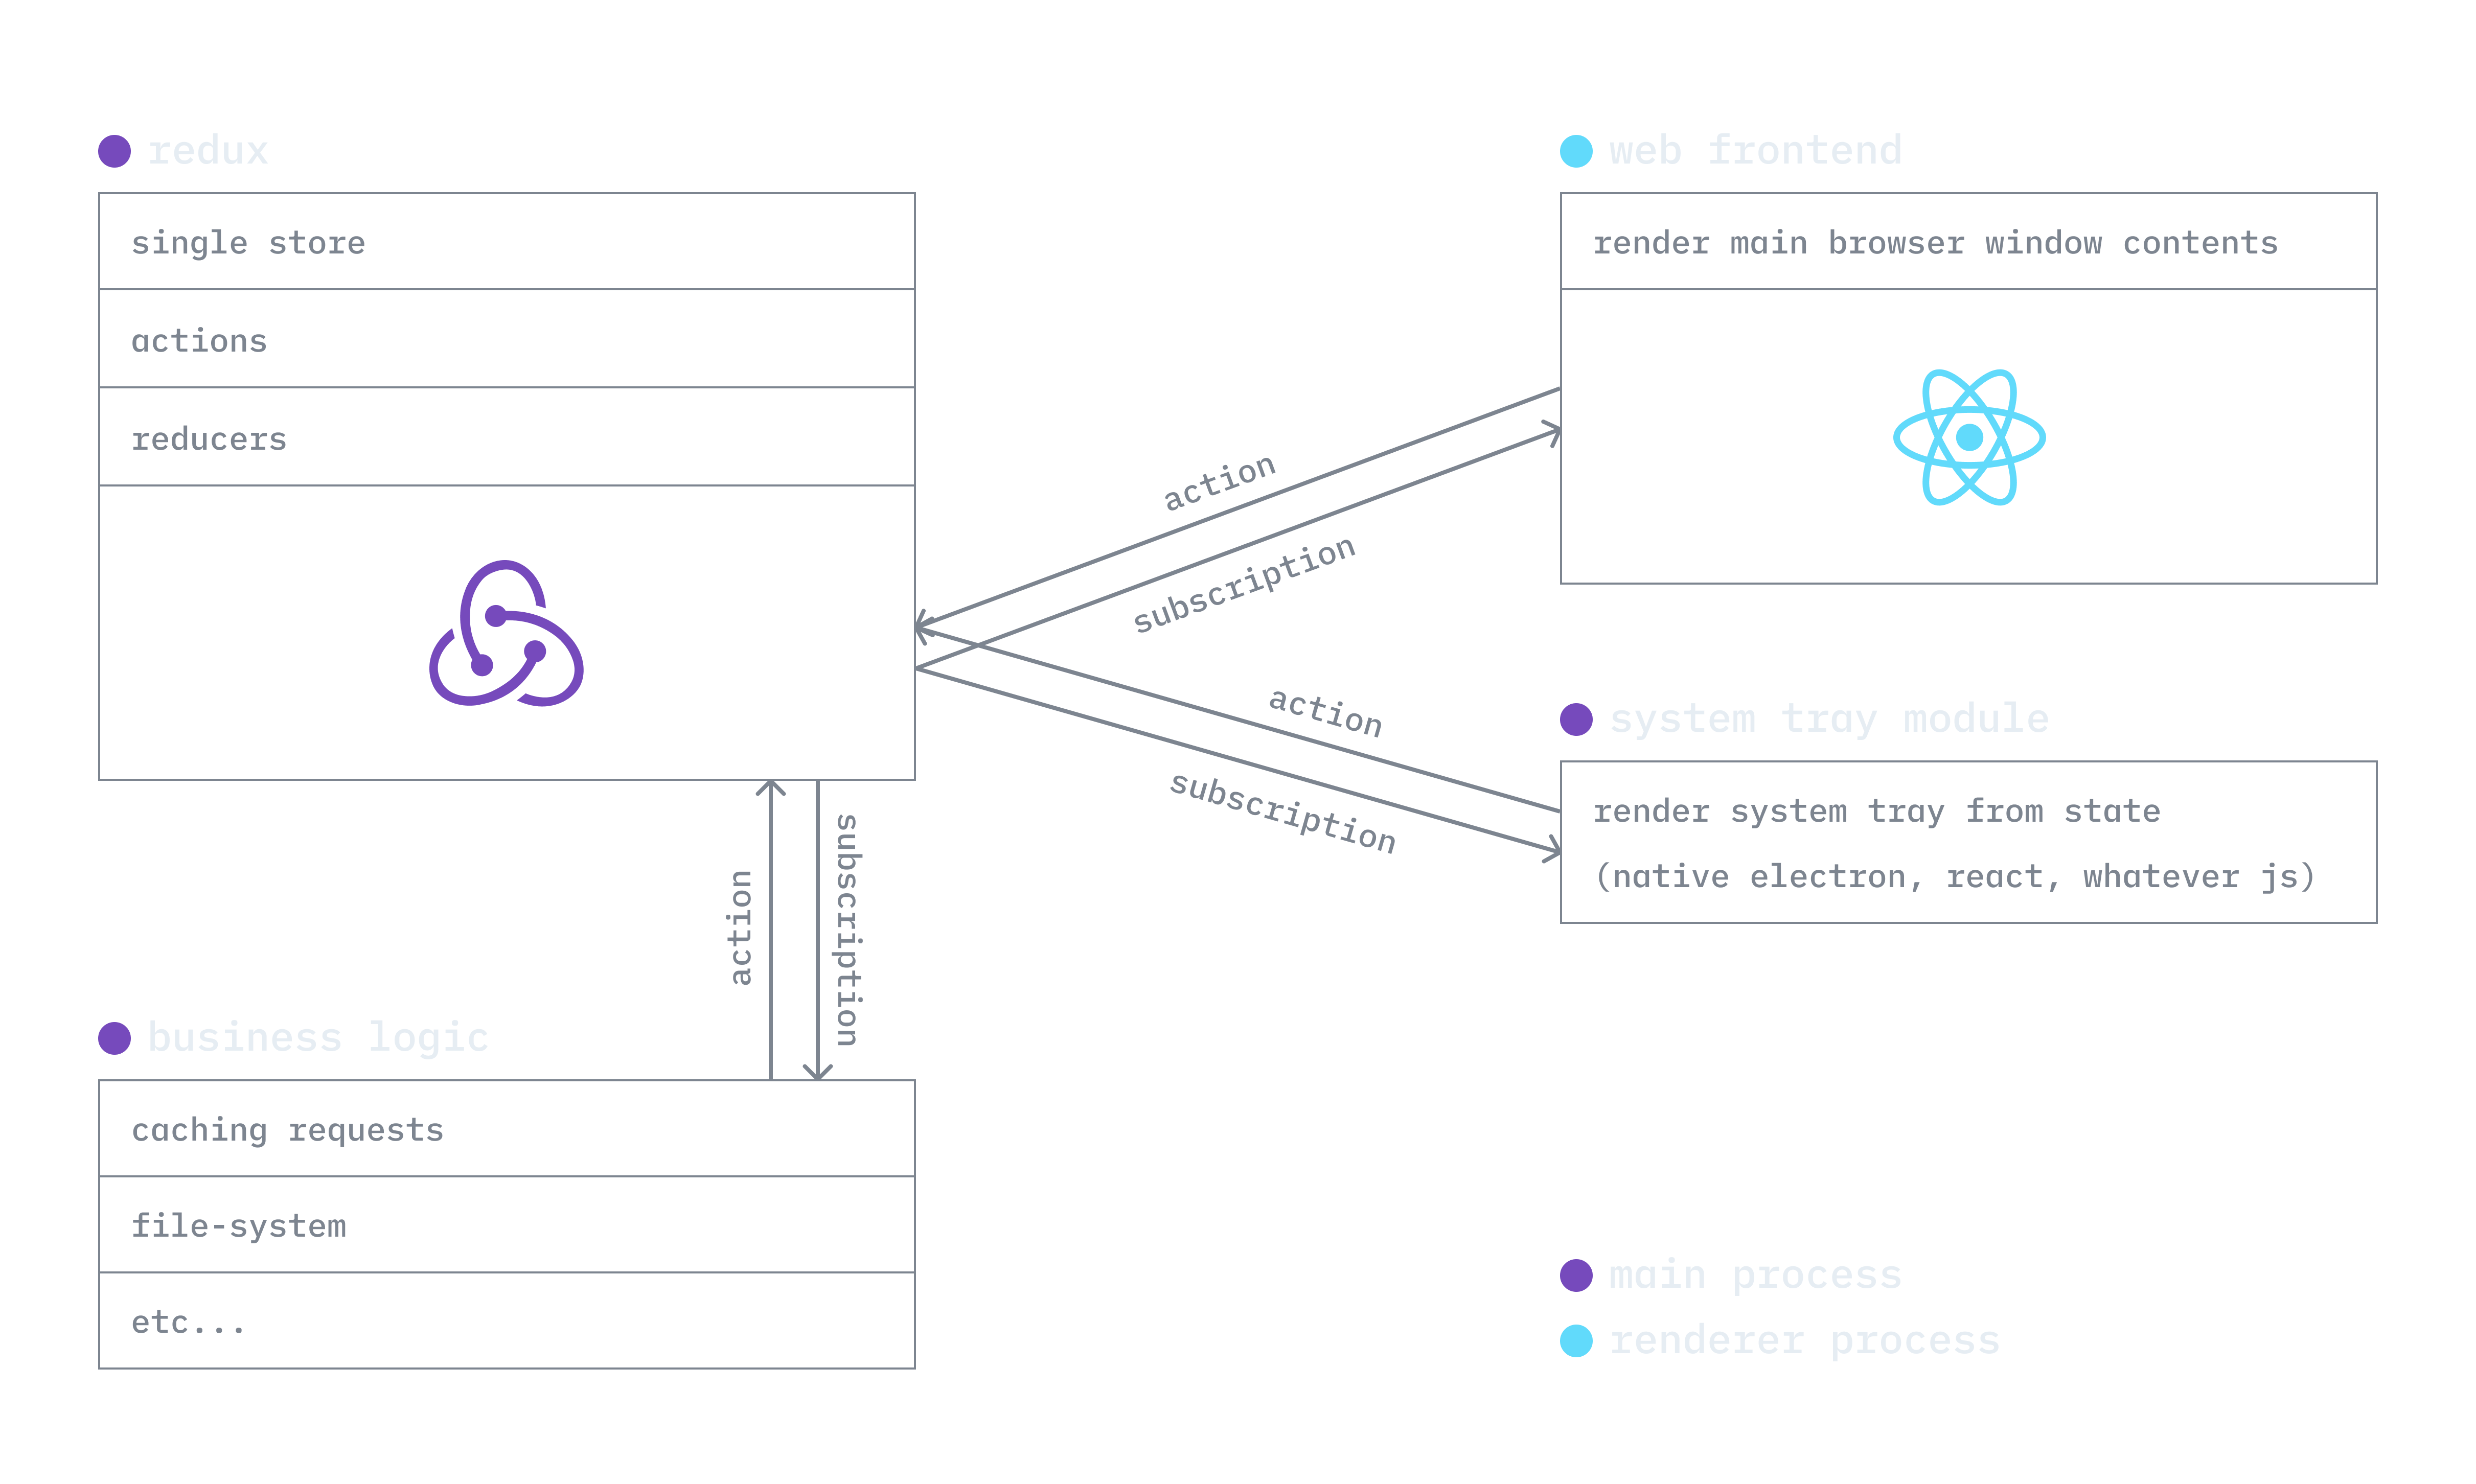 redux
single store
actions
reducers
web frontend
render main browser window contents
action
subscription
action
subscription
system tray module
render system tray from state
(native electron, react, whatever js)
action
subscription
business logic
caching requests
file-system
etc...
main process
renderer process